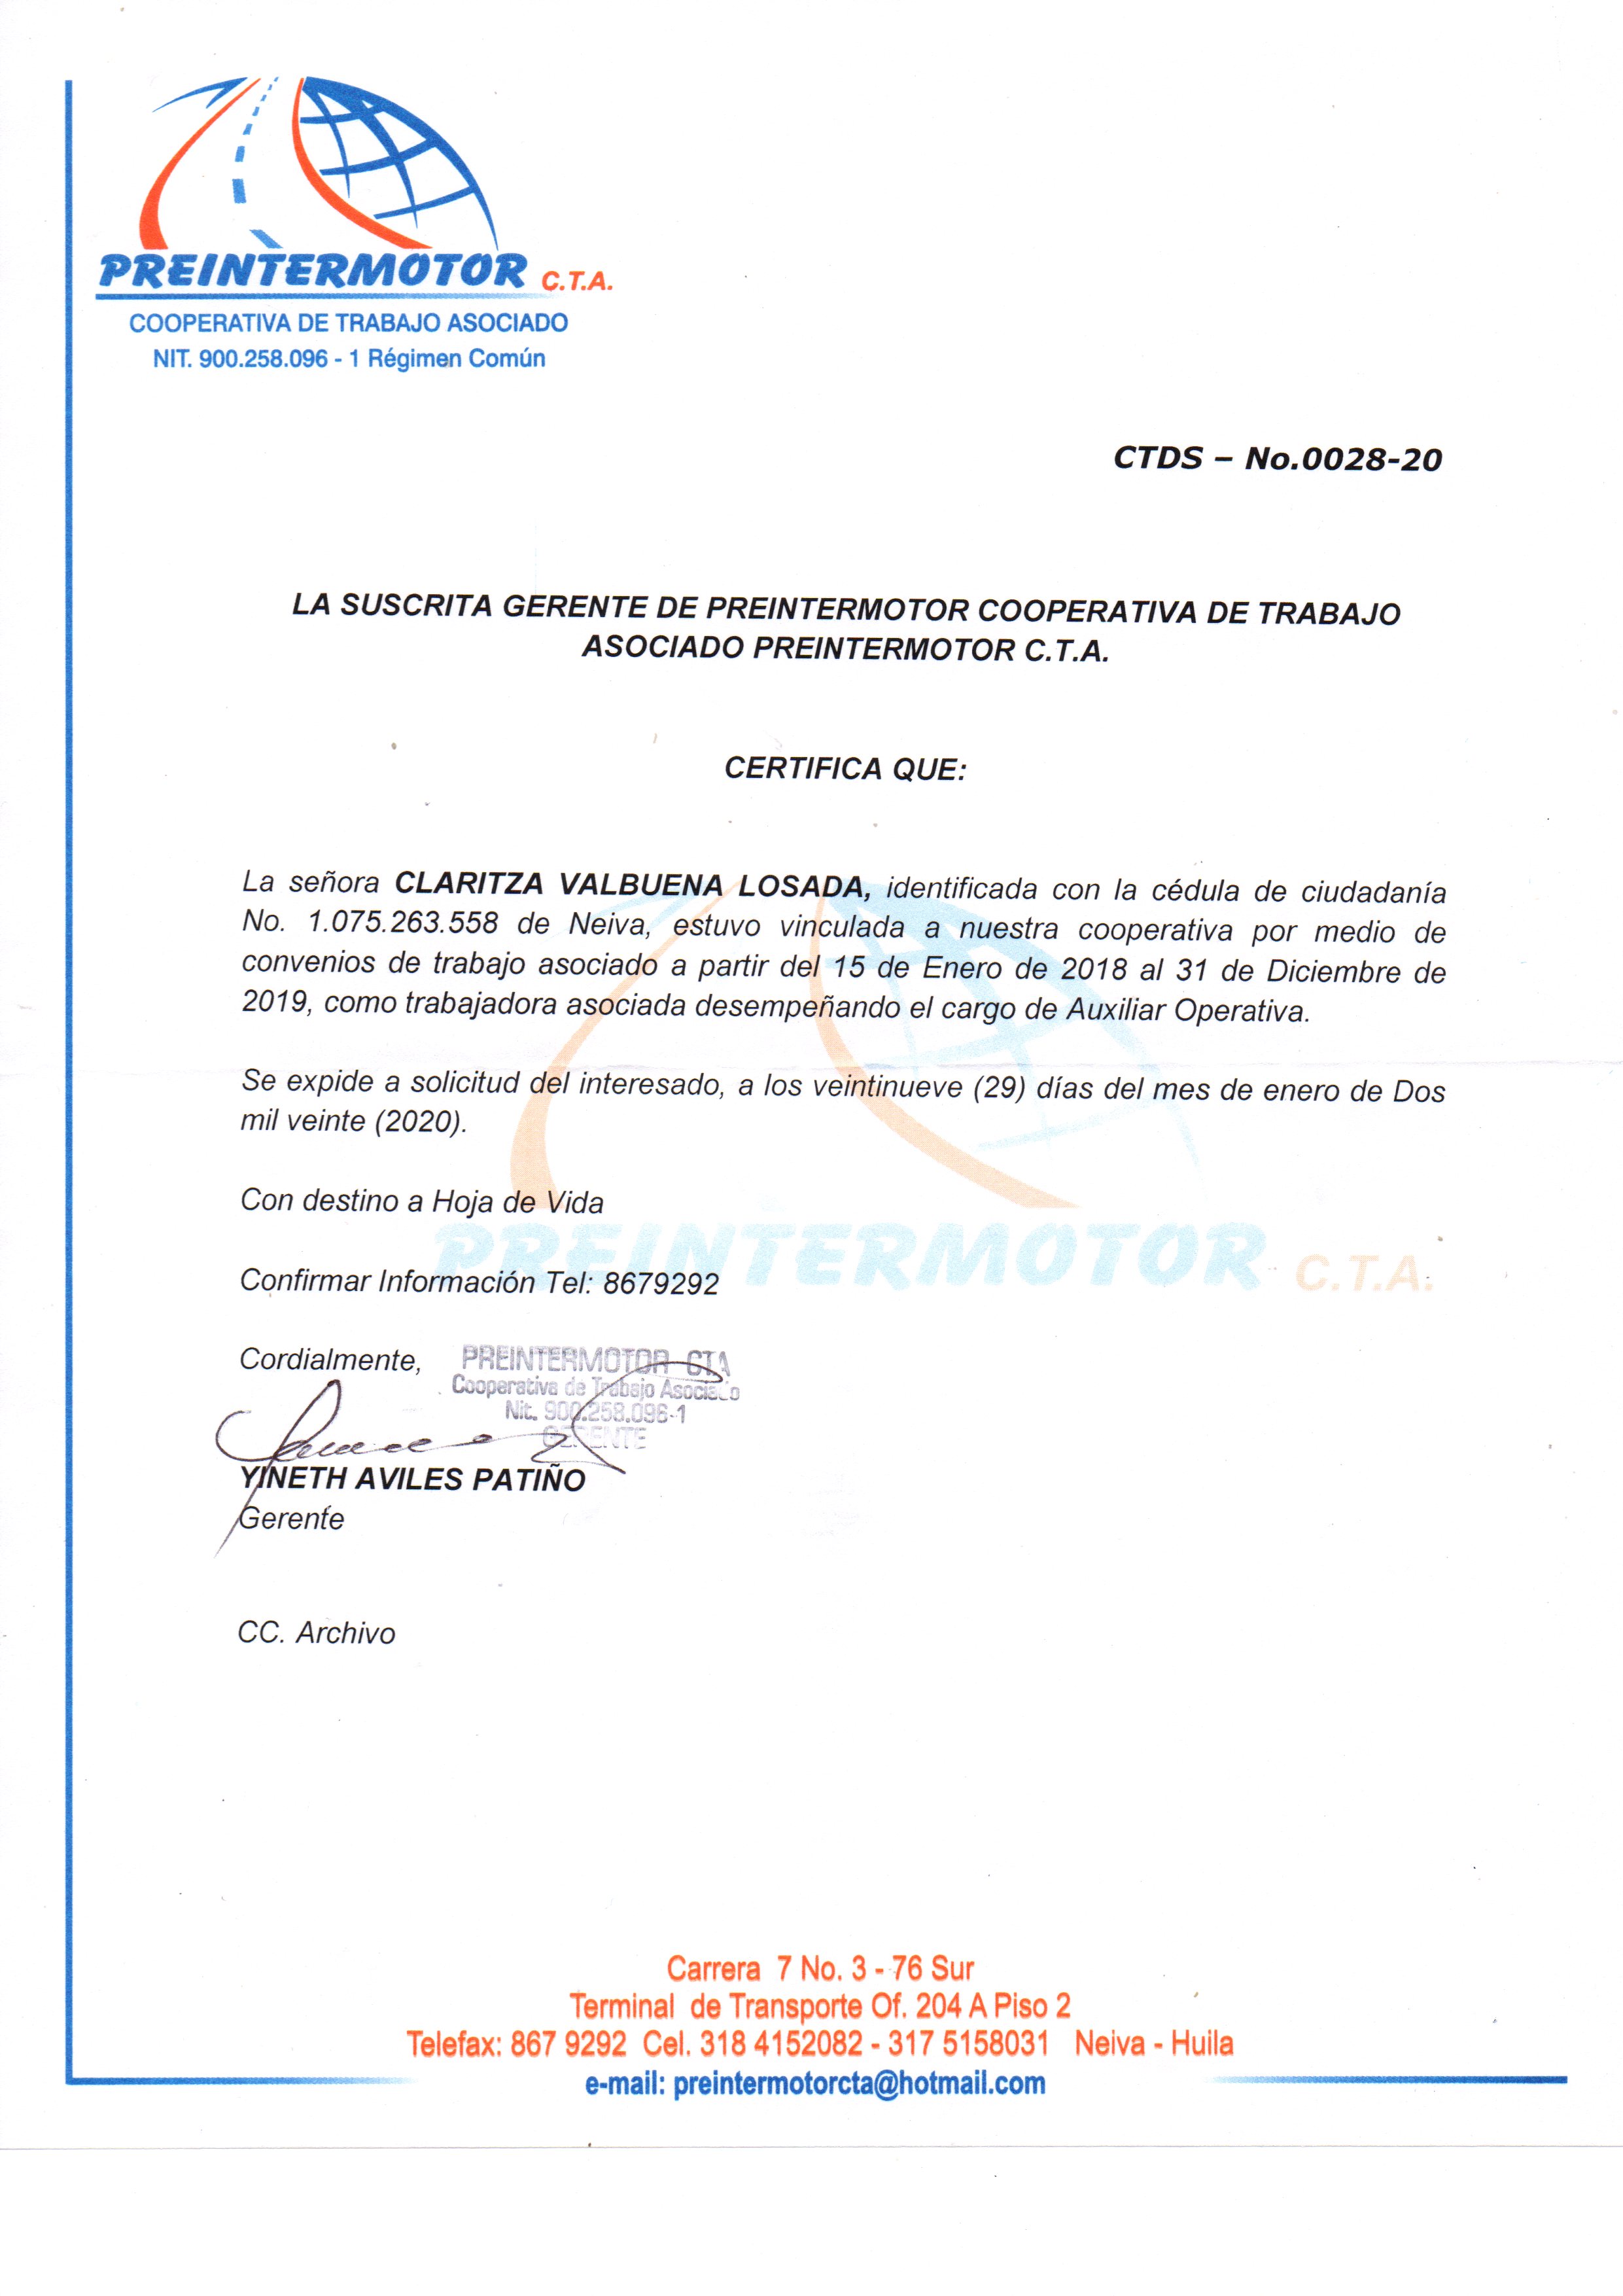 PREINTERMOTOR C.T.A.
COOPERATIVA DE TRABAJO ASOCIADO
NIT. 900.258.096 - 1 Régimen Común
CTDS – No.0028-20
LA SUSCRITA GERENTE DE PREINTERMOTOR COOPERATIVA DE TRABAJO
ASOCIADO PREINTERMOTOR C.T.A.
CERTIFICA QUE:
La señora CLARITZA VALBUENA LOSADA, identificada con la cédula de ciudadanía
No. 1.075.263.558 de Neiva, estuvo vinculada a nuestra cooperativa por medio de
convenios de trabajo asociado a partir del 15 de Enero de 2018 al 31 de Diciembre de
2019, como trabajadora asociada desempeñando el cargo de Auxiliar Operativa.
Se expide a solicitud del interesado, a los veintinueve (29) días del mes de enero de Dos
mil veinte (2020).
Con destino a Hoja de Vida
PREINTERMOTOR C.T.A.
Confirmar Información Tel: 8679292
Cordialmente,
PREINTERMOTOR CTA
Cooperativa de Trabajo Asociado
Nit. 900.258.096-1
GERENTE
YINETH AVILES PATIÑO
Gerente
CC. Archivo
Carrera 7 No. 3 - 76 Sur
Terminal de Transporte Of. 204 A Piso 2
Telefax: 867 9292 Cel. 318 4152082 - 317 5158031 Neiva - Huila
e-mail: preintermotorcta@hotmail.com